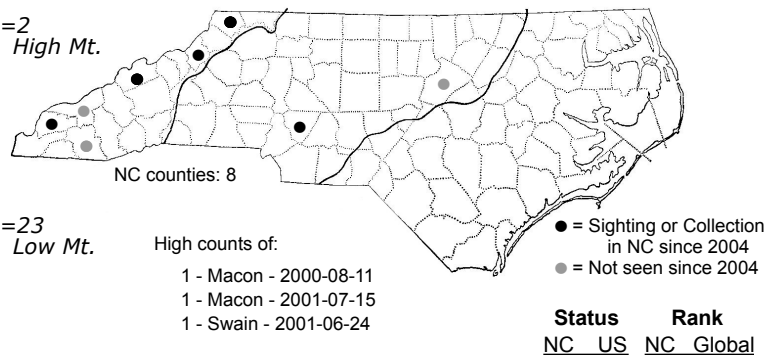 =2
High Mt.
NC counties: 8
=23
Low Mt.
High counts of:
1 - Macon - 2000-08-11
1 - Macon - 2001-07-15
1 - Swain - 2001-06-24
= Sighting or Collection
in NC since 2004
= Not seen since 2004
Status Rank
NC US NC Global